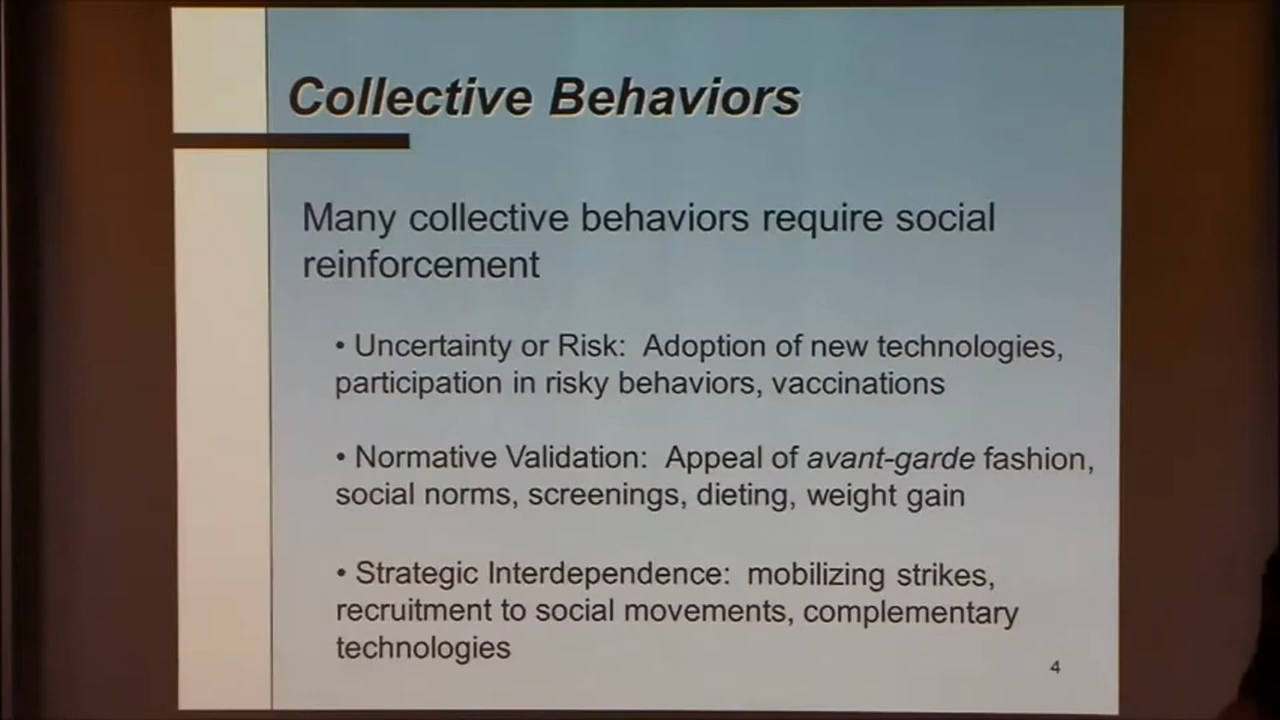 Collective Behaviors
Many collective behaviors require social
reinforcement
• Uncertainty or Risk: Adoption of new technologies,
participation in risky behaviors, vaccinations
• Normative Validation: Appeal of avant-garde fashion,
social norms, screenings, dieting, weight gain
• Strategic Interdependence: mobilizing strikes,
recruitment to social movements, complementary
technologies
4